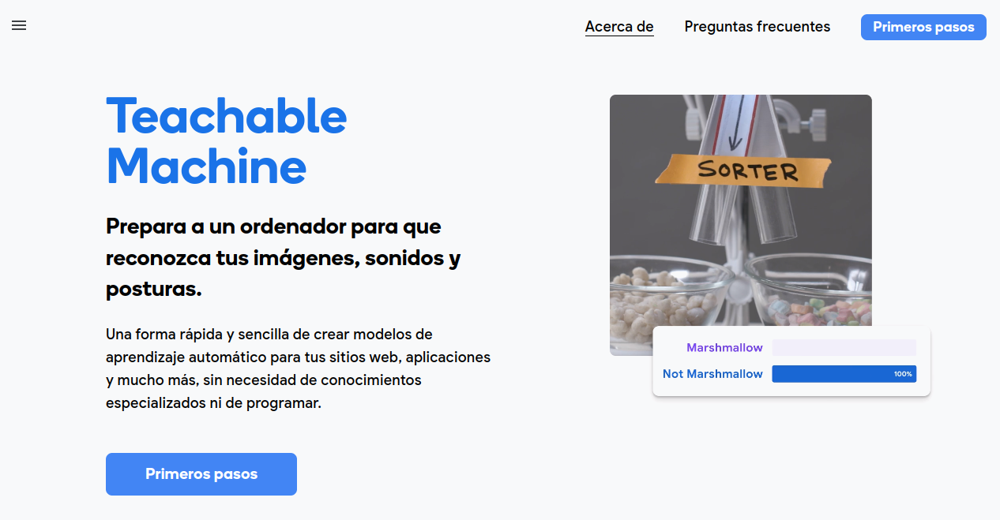 Acerca de
Preguntas frecuentes
Primeros pasos
Teachable
Machine
Prepara a un ordenador para que
reconozca tus imágenes, sonidos y
posturas.
Una forma rápida y sencilla de crear modelos de
aprendizaje automático para tus sitios web, aplicaciones
y mucho más, sin necesidad de conocimientos
especializados ni de programar.
Primeros pasos
SORTER
Marshmallow
Not Marshmallow
100%